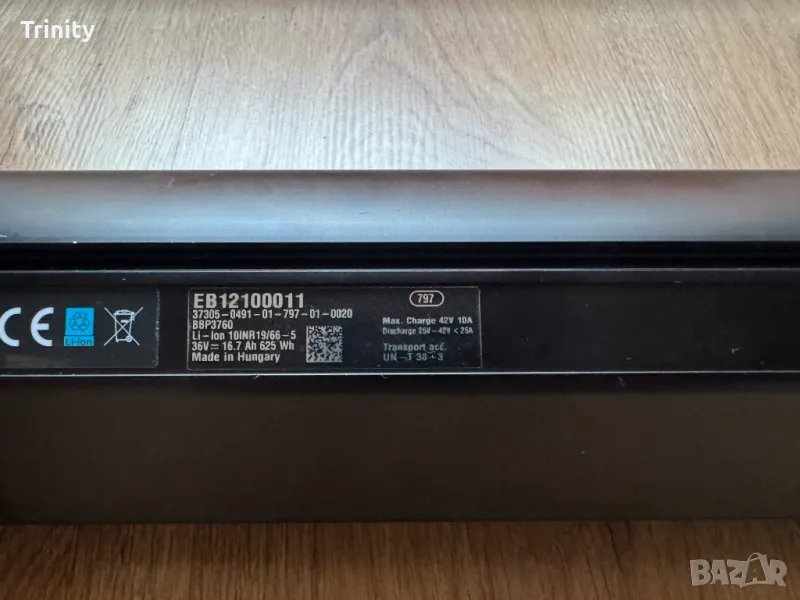 Trinity
CE
Li-Ion
EB12100011
37305-0491-01-797-01-0020
BBP3760
Li-Ion 10INR19/66-5
36V⎓ 16.7 Ah 625 Wh
Made in Hungary
797
Max. Charge 42V 10A
Discharge 25V-42V <25A
Transport acc.
UN-T 38-3
BAZAR